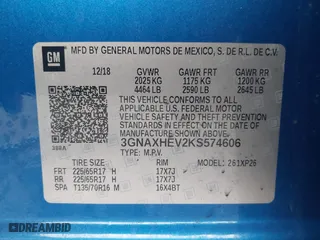 GM
MFD BY GENERAL MOTORS DE MEXICO, S. DE R.L. DE C.V.
12/18 GVWR GAWR FRT GAWR RR
2025 KG 1175 KG 1200 KG
4464 LB 2590 LB 2645 LB
THIS VEHICLE CONFORMS TO ALL
APPLICABLE U.S. FEDERAL MOTOR
VEHICLE SAFETY, BUMPER, AND THEFT
PREVENTION STANDARDS IN EFFECT ON
THE DATE OF MANUFACTURE SHOWN ABOVE.
3GNAXHEV2KS574606
TYPE: M.P.V. MODEL: 261XP26
TIRE SIZE SPEED RTG RIM
FRT 225/65R17 H 17X7J
RR 225/65R17 H 17X7J
SPA T135/70R16 M 16X4BT
DREAMBID